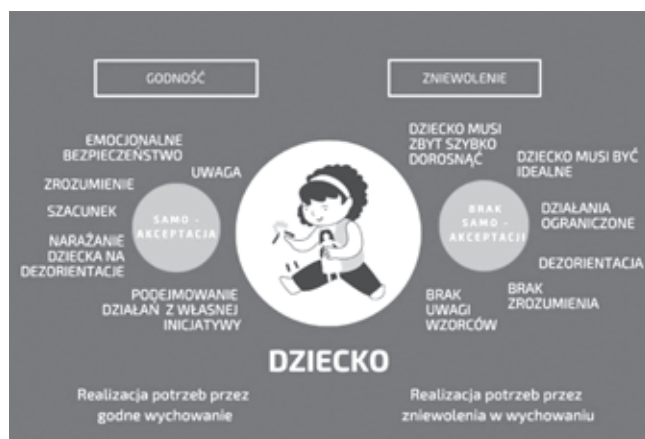 GODNOŚĆ
EMOCJONALNE
BEZPIECZEŃSTWO
UWAGA
ZROZUMIENIE
SZACUNEK
NARAŻANIE
DZIECKA NA
DEZORIENTACJE
PODEJMOWANIE
DZIAŁAŃ Z WŁASNEJ
INICJATYWY
SAMO -
AKCEPTACJA
ZNIEWOLENIE
DZIECKO MUSI
ZBYT SZYBKO
DOROSNĄĆ
DZIECKO MUSI BYĆ
IDEALNE
DZIAŁANIA
OGRANICZONE
DEZORIENTACJA
BRAK
ZROZUMIENIA
BRAK
UWAGI
WZORCÓW
BRAK
SAMO -
AKCEPTACJI
DZIECKO
Realizacja potrzeb przez
godne wychowanie
Realizacja potrzeb przez
zniewolenia w wychowaniu